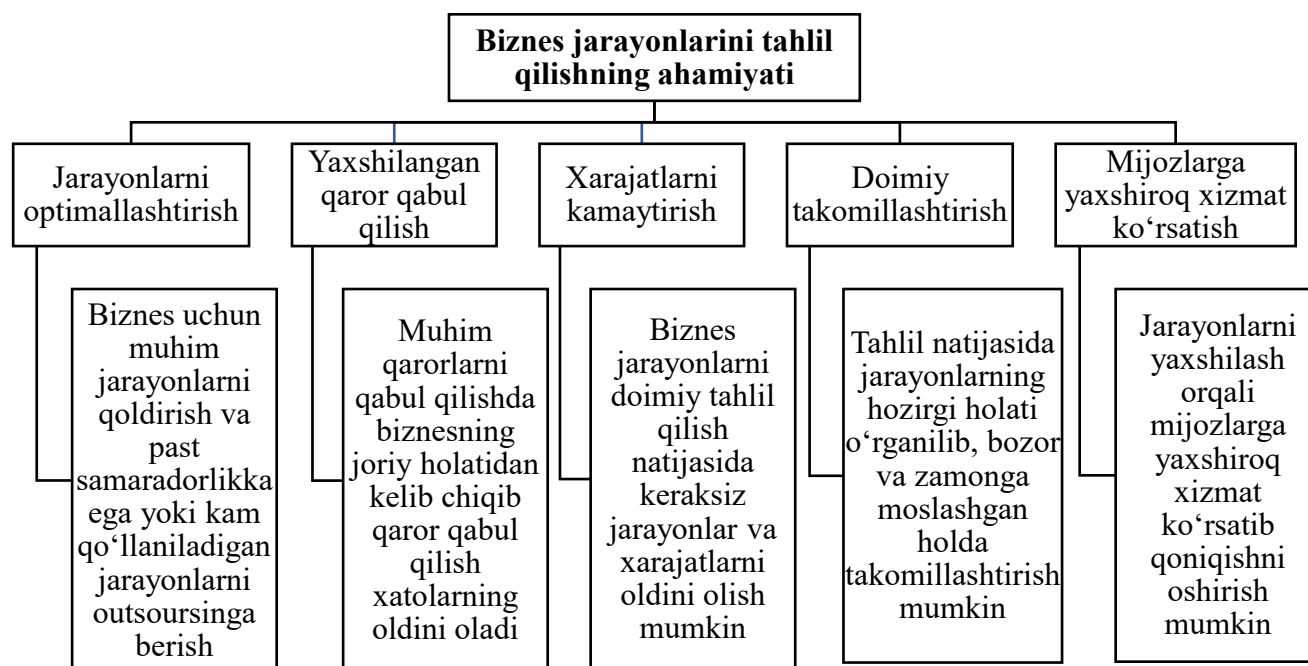 Biznes jarayonlarini tahlil
qilishning ahamiyati
Jarayonlarni
optimallashtirish
Yaxshilangan
qaror qabul
qilish
Xarajatlarni
kamaytirish
Doimiy
takomillashtirish
Mijozlarga
yaxshiroq xizmat
ko‘rsatish
Biznes uchun
muhim
jarayonlarni
qoldirish va
past
samaradorlikka
ega yoki kam
qo‘llaniladigan
jarayonlarni
outsoursinga
berish
Muhim
qarorlarni
qabul qilishda
biznesning
joriy holatidan
kelib chiqib
qaror qabul
qilish
xatolarning
oldini oladi
Biznes
jarayonlarni
doimiy tahlil
qilish
natijasida
keraksiz
jarayonlar va
xarajatlarni
oldini olish
mumkin
Tahlil natijasida
jarayonlarning
hozirgi holati
o‘rganilib, bozor
va zamonga
moslashgan
holda
takomillashtirish
mumkin
Jarayonlarni
yaxshilash
orqali
mijozlarga
yaxshiroq
xizmat
ko‘rsatib
qoniqishni
oshirish
mumkin